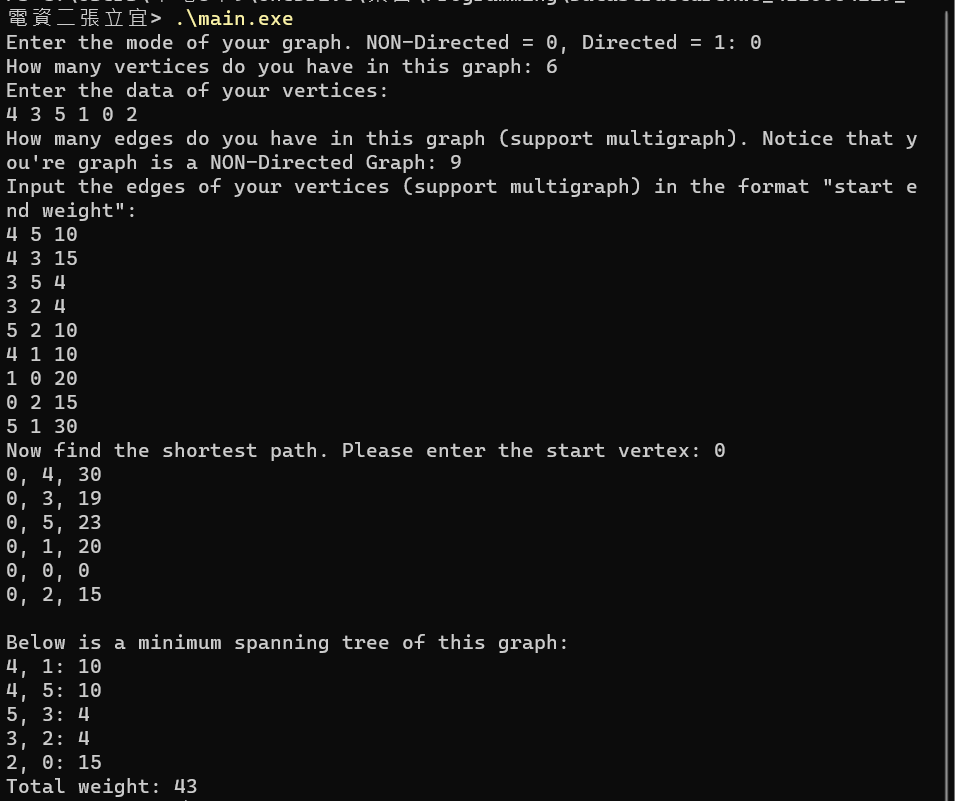 電資二張立宜> .\main.exe
Enter the mode of your graph. NON-Directed = 0, Directed = 1: 0
How many vertices do you have in this graph: 6
Enter the data of your vertices:
4 3 5 1 0 2
How many edges do you have in this graph (support multigraph). Notice that y
ou're graph is a NON-Directed Graph: 9
Input the edges of your vertices (support multigraph) in the format "start e
nd weight":
4 5 10
4 3 15
3 5 4
3 2 4
5 2 10
4 1 10
1 0 20
0 2 15
5 1 30
Now find the shortest path. Please enter the start vertex: 0
0, 4, 30
0, 3, 19
0, 5, 23
0, 1, 20
0, 0, 0
0, 2, 15
Below is a minimum spanning tree of this graph:
4, 1: 10
4, 5: 10
5, 3: 4
3, 2: 4
2, 0: 15
Total weight: 43